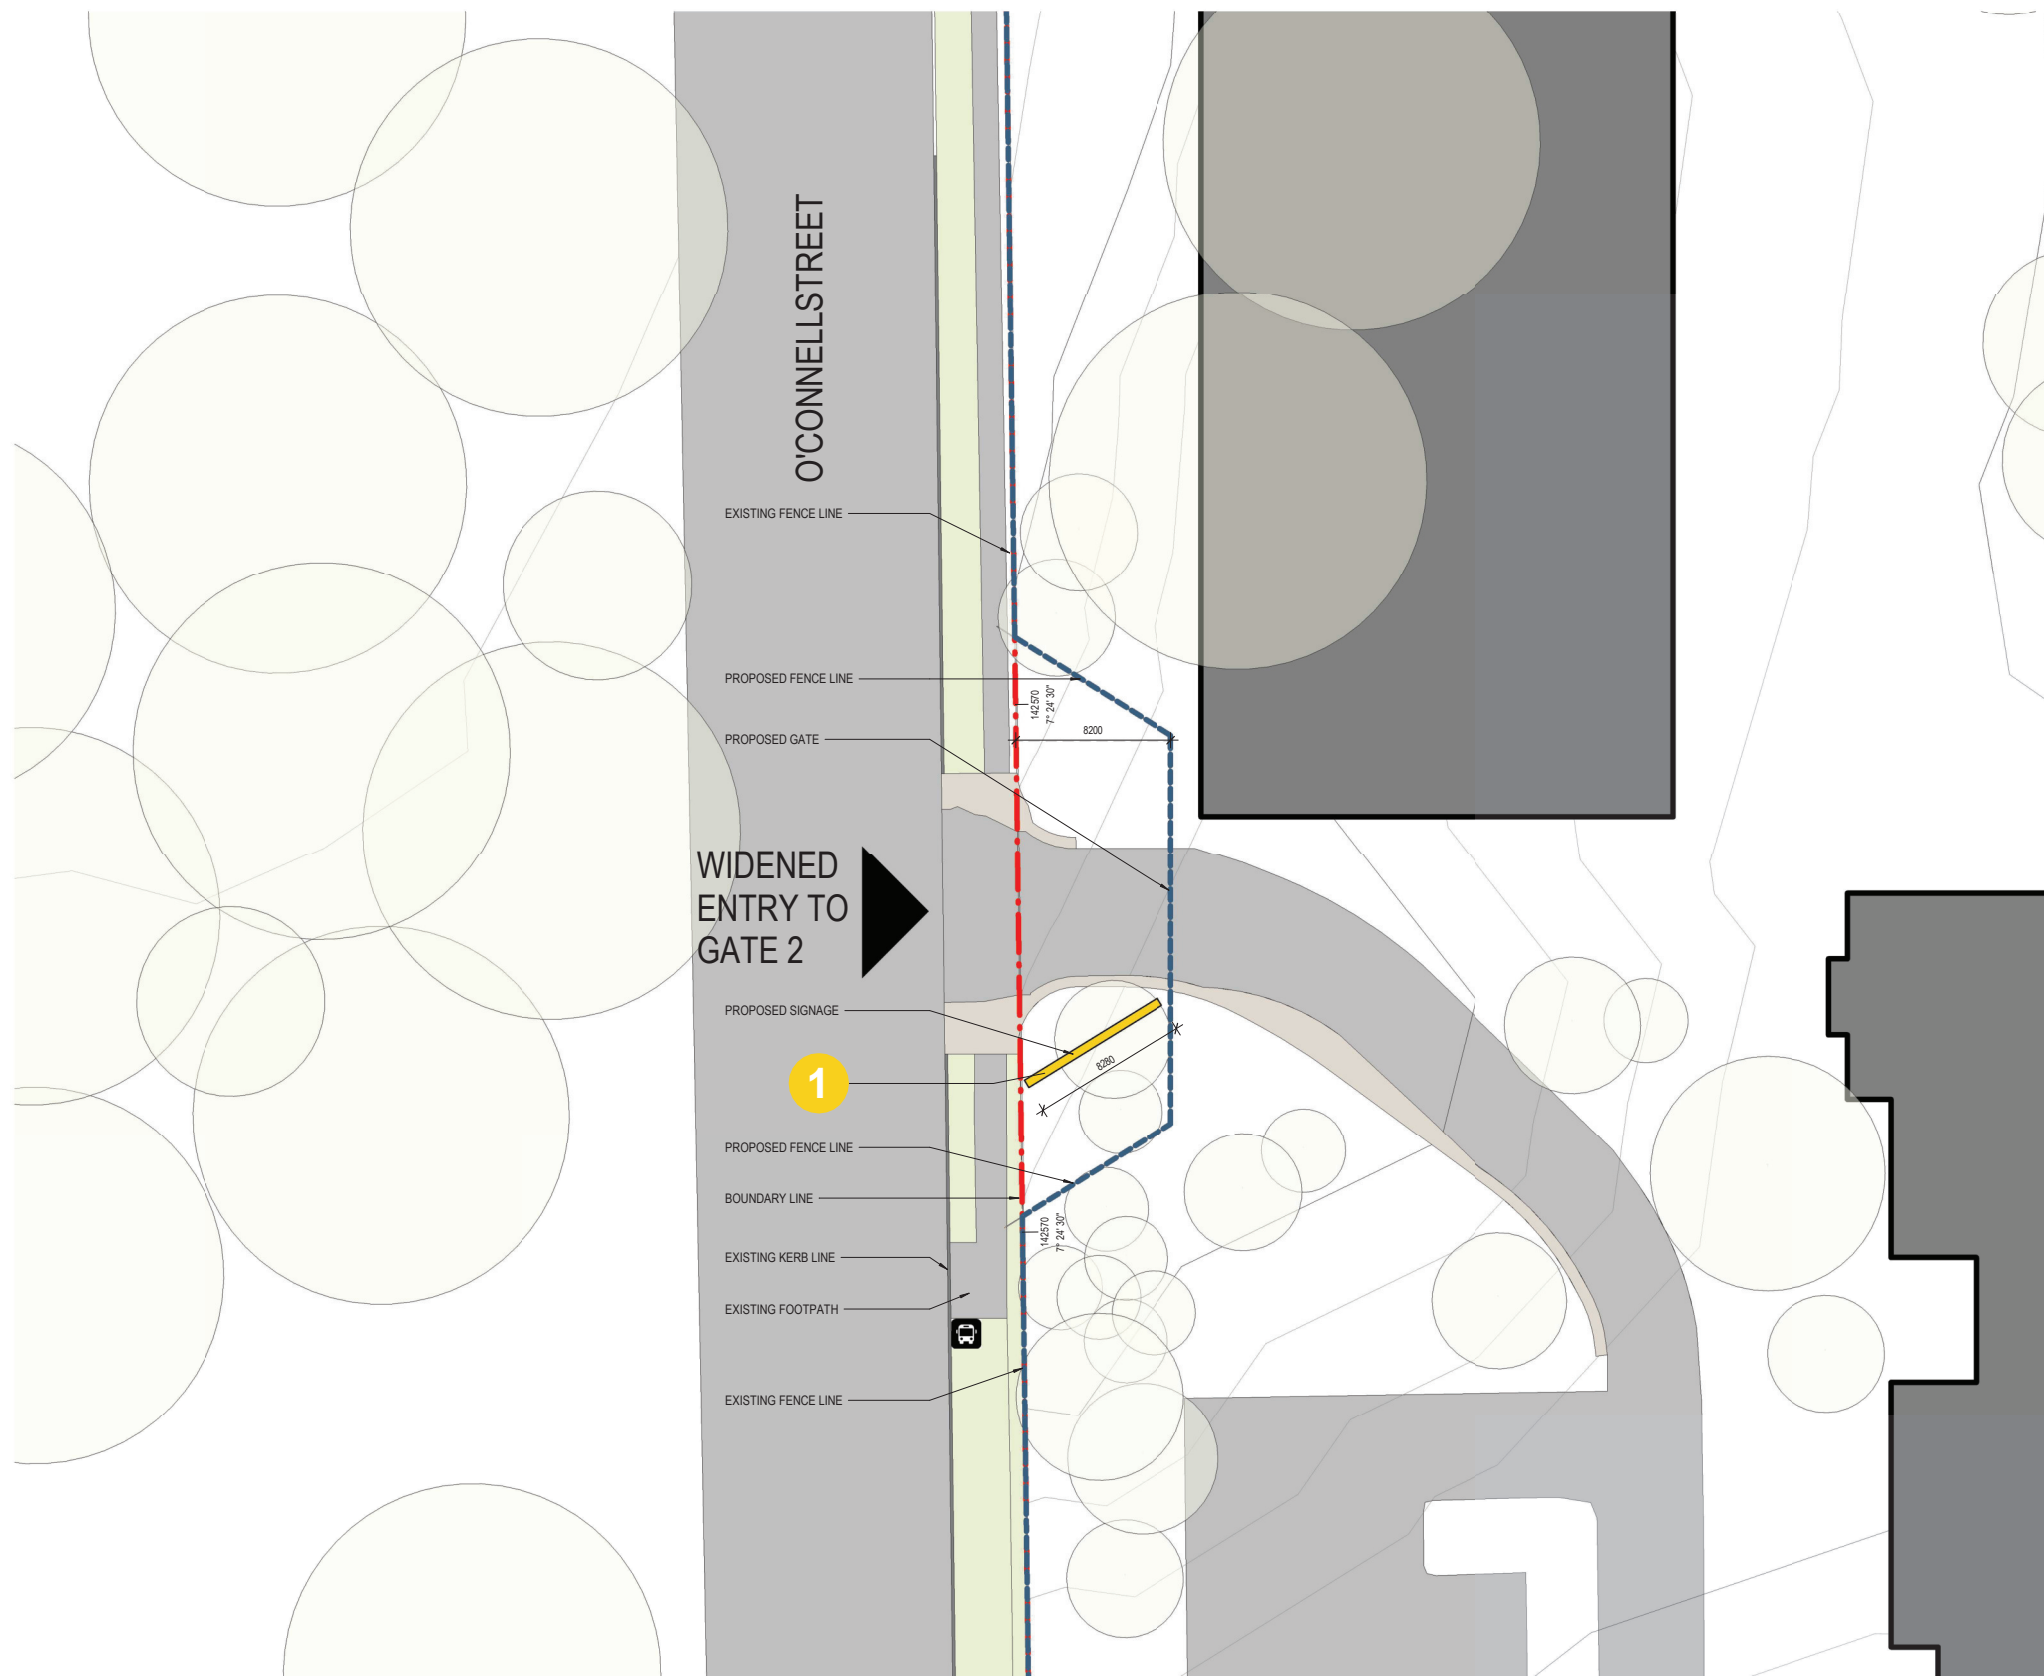 O'CONNELLSTREET
EXISTING FENCE LINE
PROPOSED FENCE LINE
142570
7° 24' 30"
8200
PROPOSED GATE
WIDENED
ENTRY TO
GATE 2
PROPOSED SIGNAGE
8280
1
PROPOSED FENCE LINE
BOUNDARY LINE
142570
7° 24' 30"
EXISTING KERB LINE
EXISTING FOOTPATH
EXISTING FENCE LINE